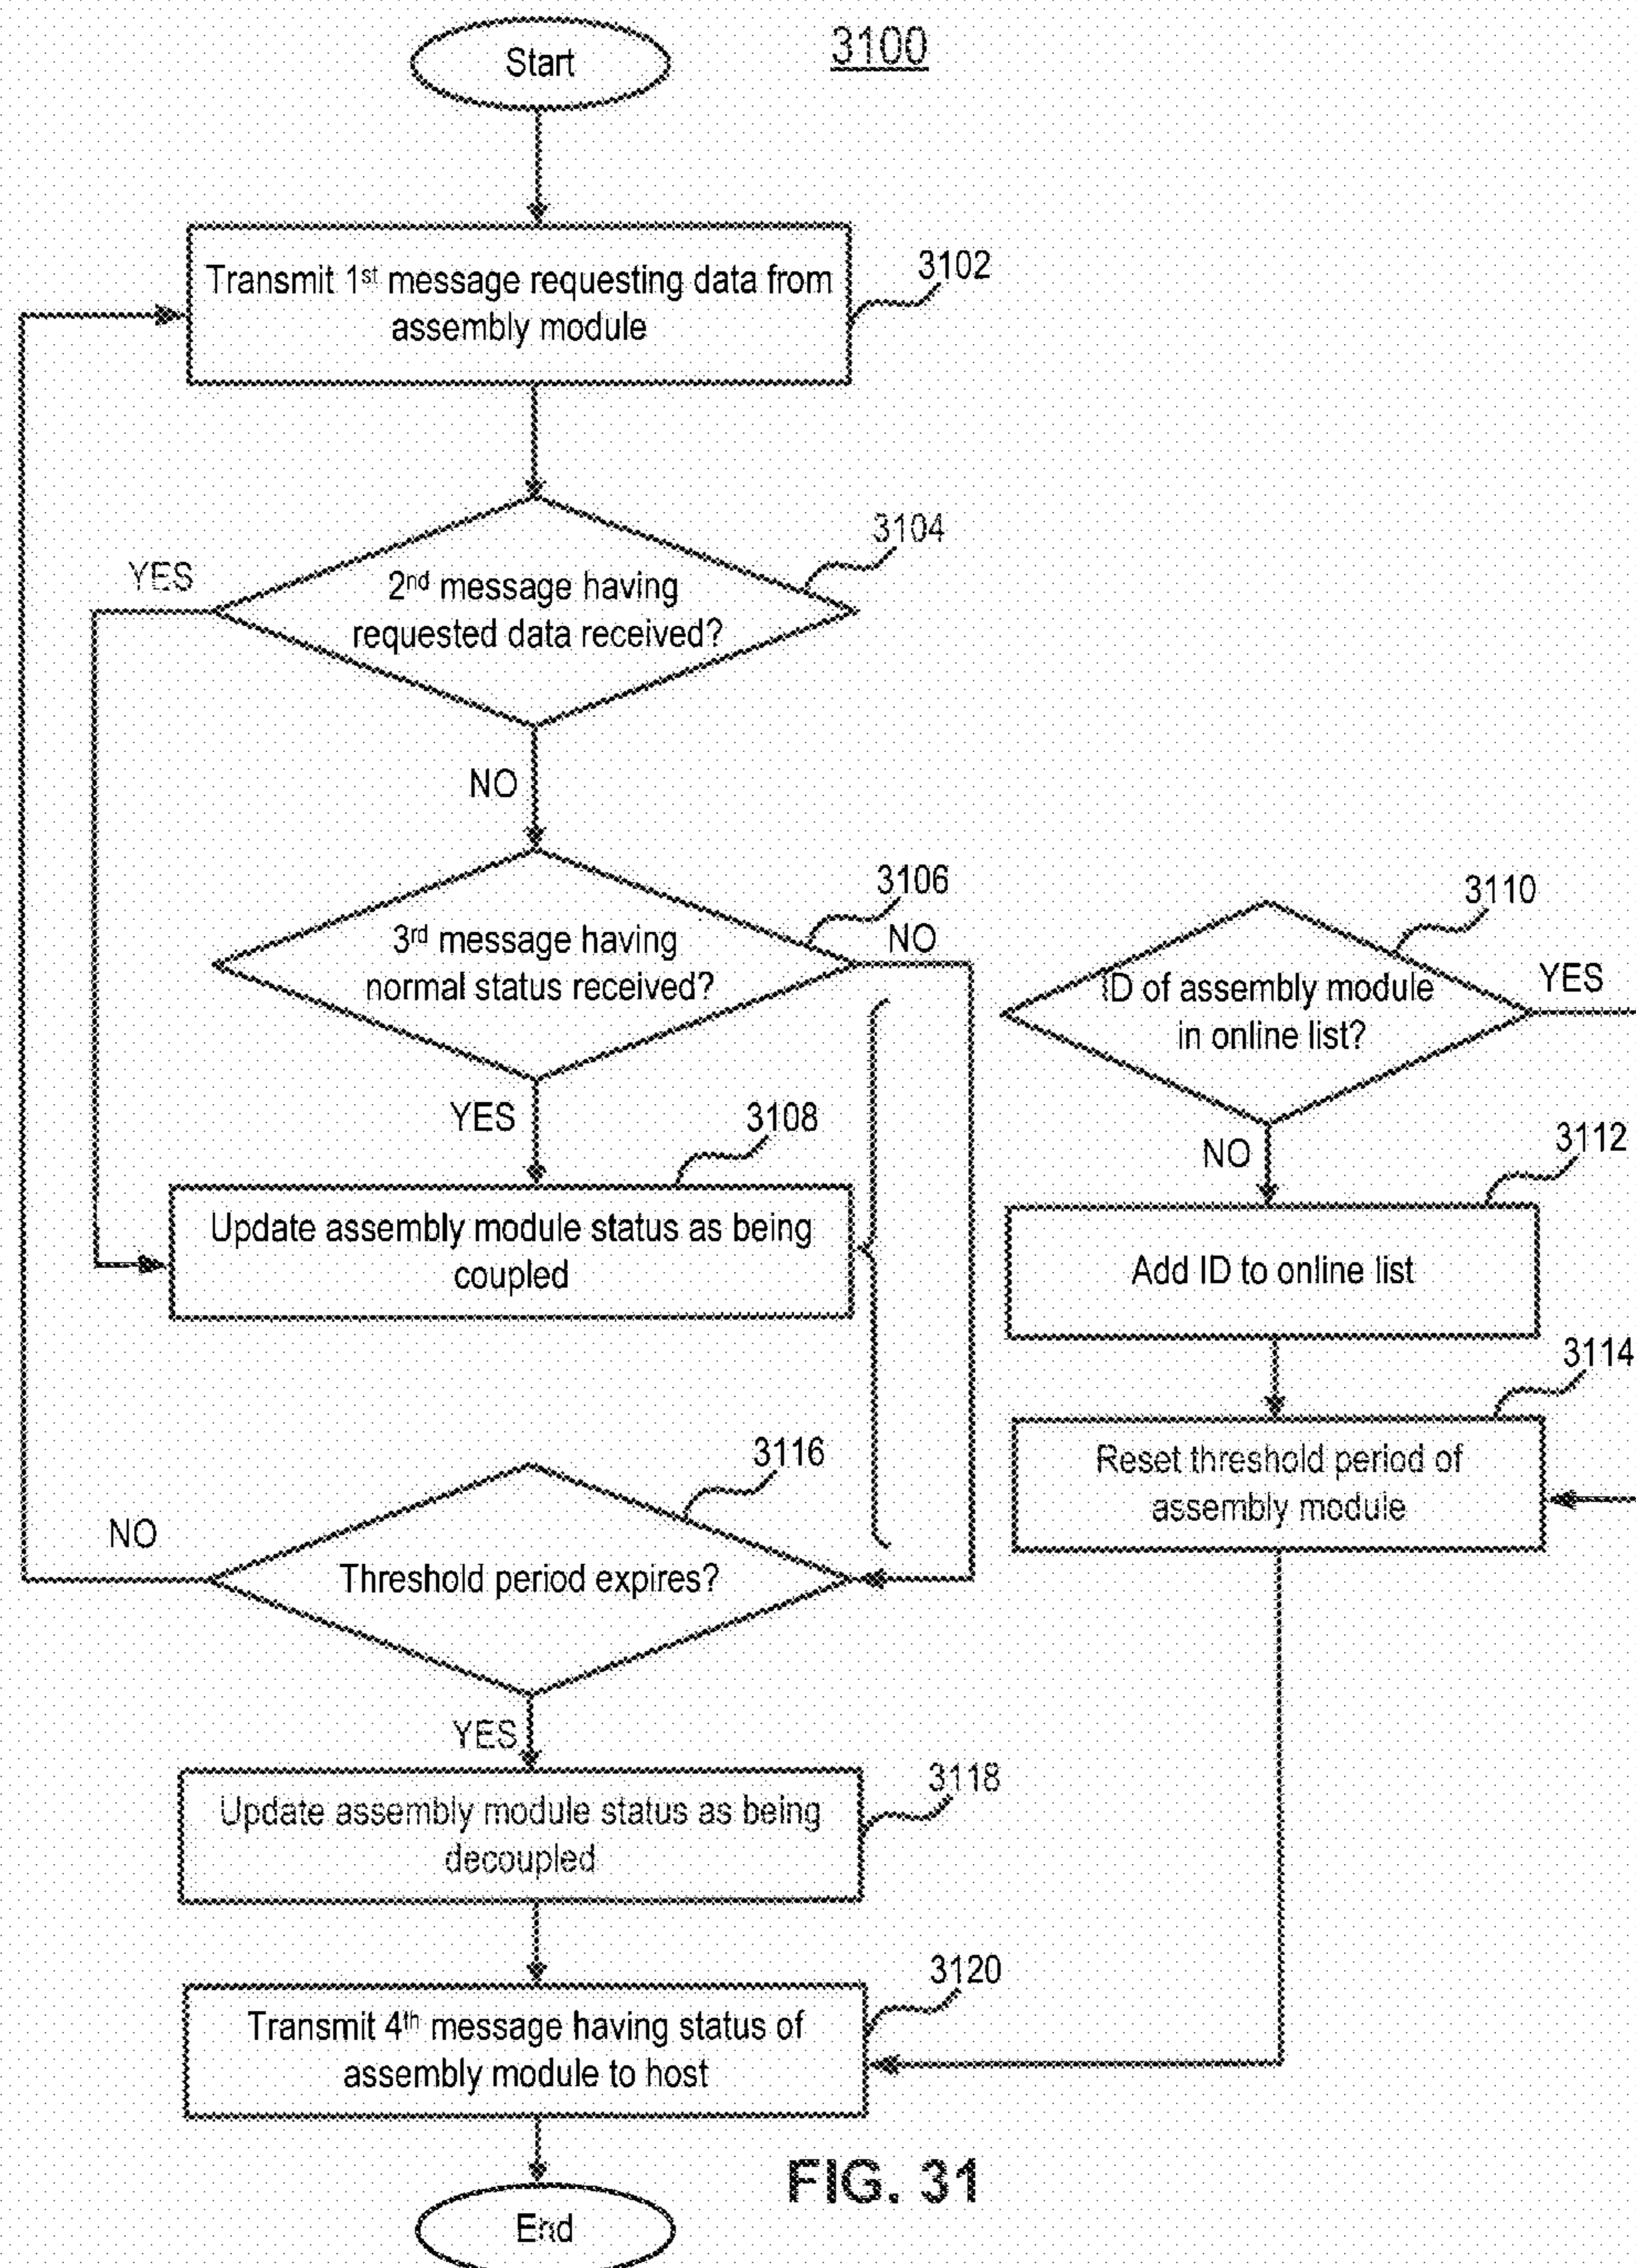 3100
Start
Transmit 1st message requesting data from
assembly module
3102
2nd message having
requested data received?
3104
YES
NO
3rd message having
normal status received?
3106
NO
YES
Update assembly module status as being
coupled
3108
ID of assembly module
in online list?
3110
YES
NO
Add ID to online list
3112
Reset threshold period of
assembly module
3114
Threshold period expires?
3116
NO
YES
Update assembly module status as being
decoupled
3118
Transmit 4th message having status of
assembly module to host
3120
End
FIG. 31